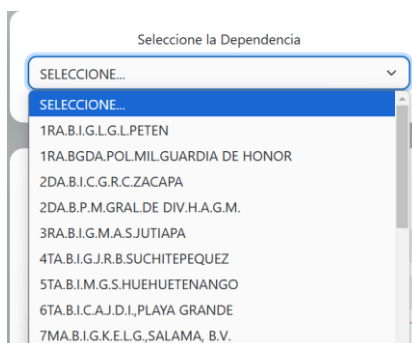 Seleccione la Dependencia
SELECCIONE...
SELECCIONE...
1RA.B.I.G.L.G.L.PETEN
1RA.BGDA.POL.MIL.GUARDIA DE HONOR
2DA.B.I.C.G.R.C.ZACAPA
2DA.B.P.M.GRAL.DE DIV.H.A.G.M.
3RA.B.I.G.M.A.S.JUTIAPA
4TA.B.I.G.J.R.B.SUCHITEPEQUEZ
5TA.B.I.M.G.S.HUEHUETENANGO
6TA.B.I.C.A.J.D.I.,PLAYA GRANDE
7MA.B.I.G.K.E.L.G.,SALAMA, B.V.